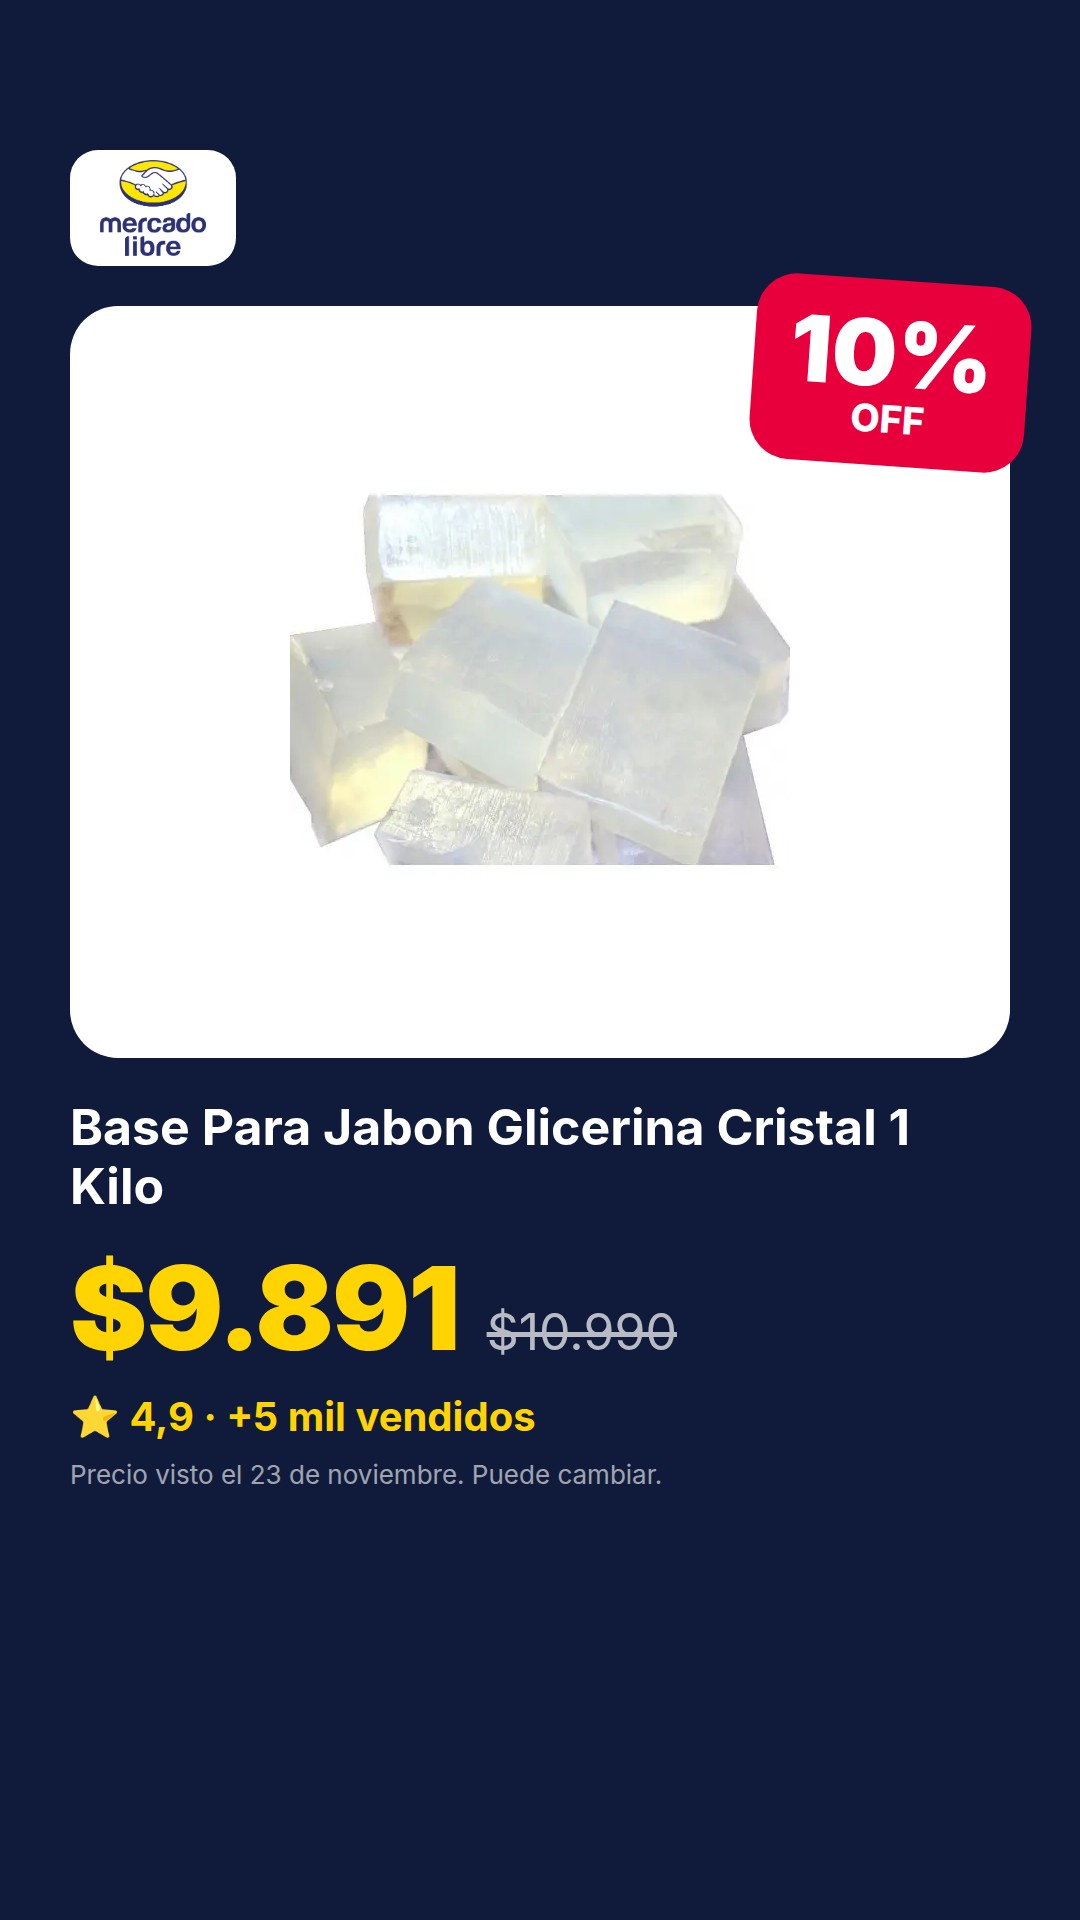 mercado
libre
10%
OFF
Base Para Jabon Glicerina Cristal 1
Kilo
$9.891 $10.990
⭐ 4,9 · +5 mil vendidos
Precio visto el 23 de noviembre. Puede cambiar.